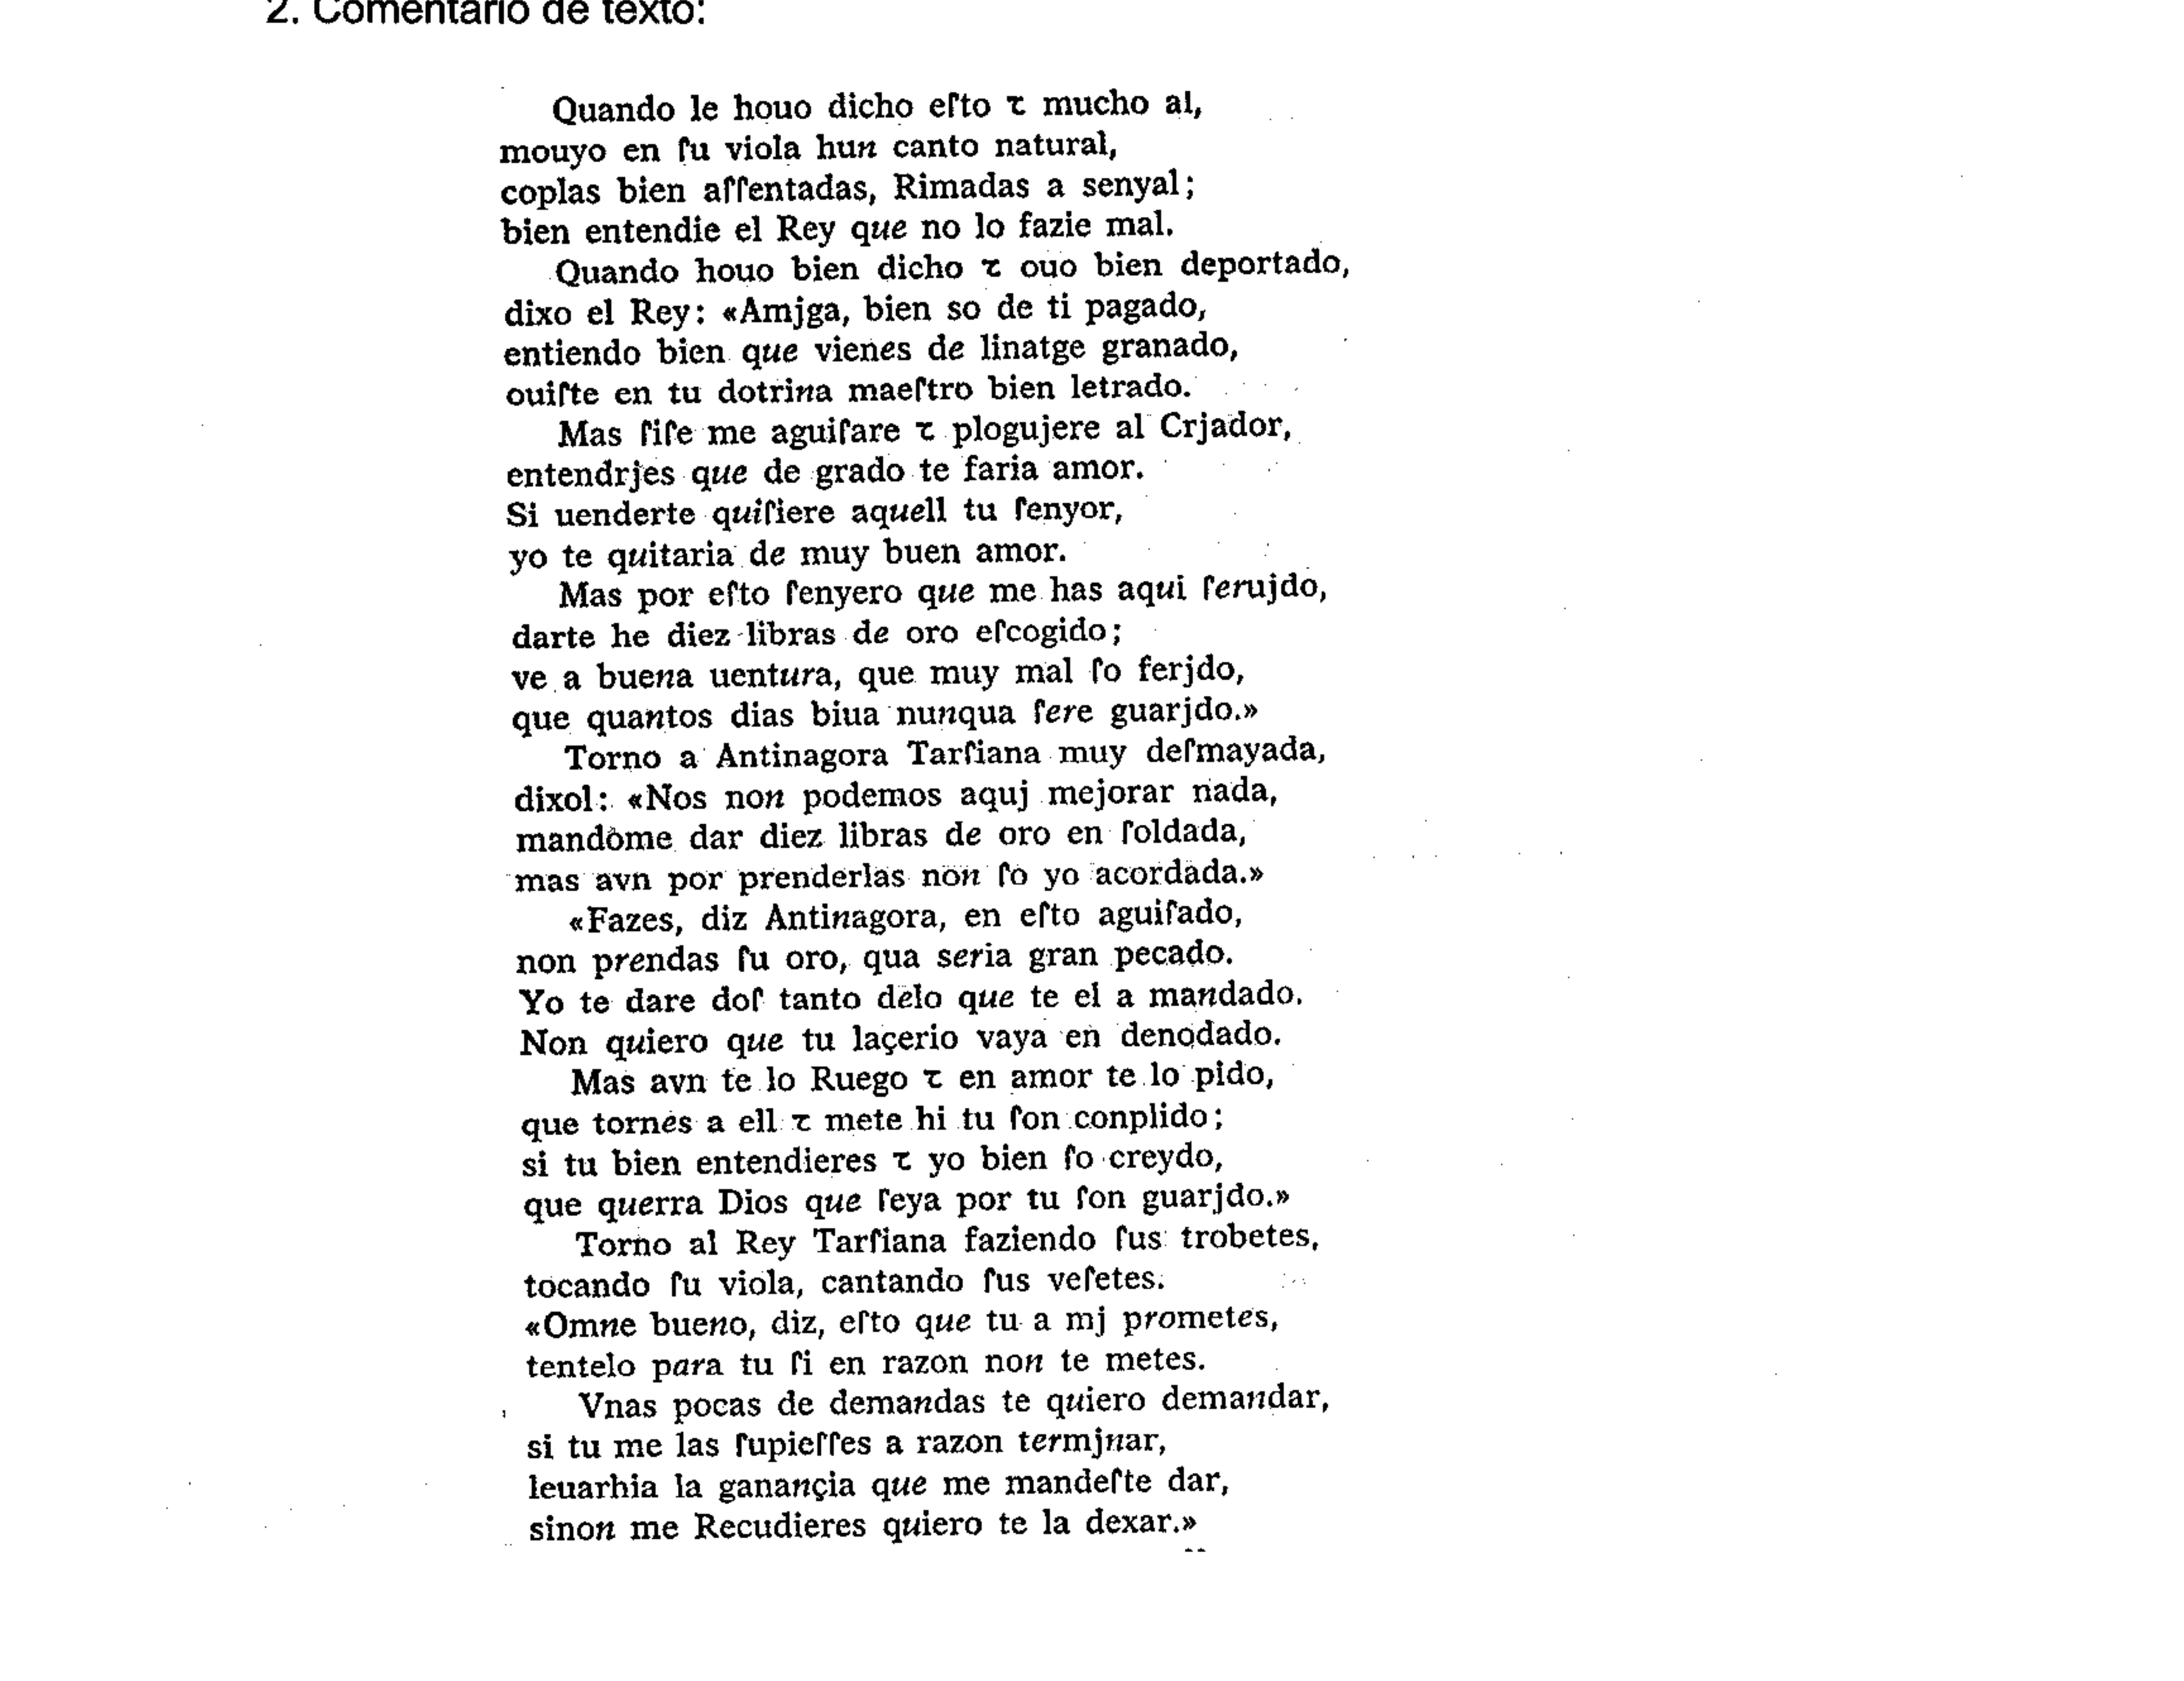 2. Comentario de texto:
Quando le houo dicho eſto τ mucho al,
mouyo en ſu viola hun canto natural,
coplas bien aſſentadas, Rimadas a senyal;
bien entendie el Rey que no lo fazie mal.
Quando houo bien dicho τ ouo bien deportado,
dixo el Rey: «Amjga, bien so de ti pagado,
entiendo bien que vienes de linatge granado,
ouiſte en tu dotrina maeſtro bien letrado.
Mas ſiſe me aguiſare τ plogujere al Crjador,
entendrjes que de grado te faria amor.
Si uenderte quiſiere aquell tu ſenyor,
yo te quitaria de muy buen amor.
Mas por eſto ſenyero que me has aqui ſerujdo,
darte he diez libras de oro eſcogido;
ve a buena uentura, que muy mal ſo ferjdo,
que quantos dias biua nunqua ſere guarjdo.»
Torno a Antinagora Tarſiana muy deſmayada,
dixol: «Nos non podemos aquj mejorar nada,
mandome dar diez libras de oro en ſoldada,
mas avn por prenderlas non ſo yo acordada.»
«Fazes, diz Antinagora, en eſto aguiſado,
non prendas ſu oro, qua seria gran pecado.
Yo te dare doſ tanto delo que te el a mandado.
Non quiero que tu laçerio vaya en denodado.
Mas avn te lo Ruego τ en amor te lo pido,
que tornes a ell τ mete hi tu ſon conplido;
si tu bien entendieres τ yo bien ſo creydo,
que querra Dios que ſeya por tu ſon guarjdo.»
Torno al Rey Tarſiana faziendo ſus trobetes,
tocando ſu viola, cantando ſus veſetes.
«Omne bueno, diz, eſto que tu a mj prometes,
tentelo para tu ſi en razon non te metes.
Vnas pocas de demandas te quiero demandar,
si tu me las ſupieſſes a razon termjnar,
leuarhia la ganançia que me mandeſte dar,
sinon me Recudieres quiero te la dexar.»